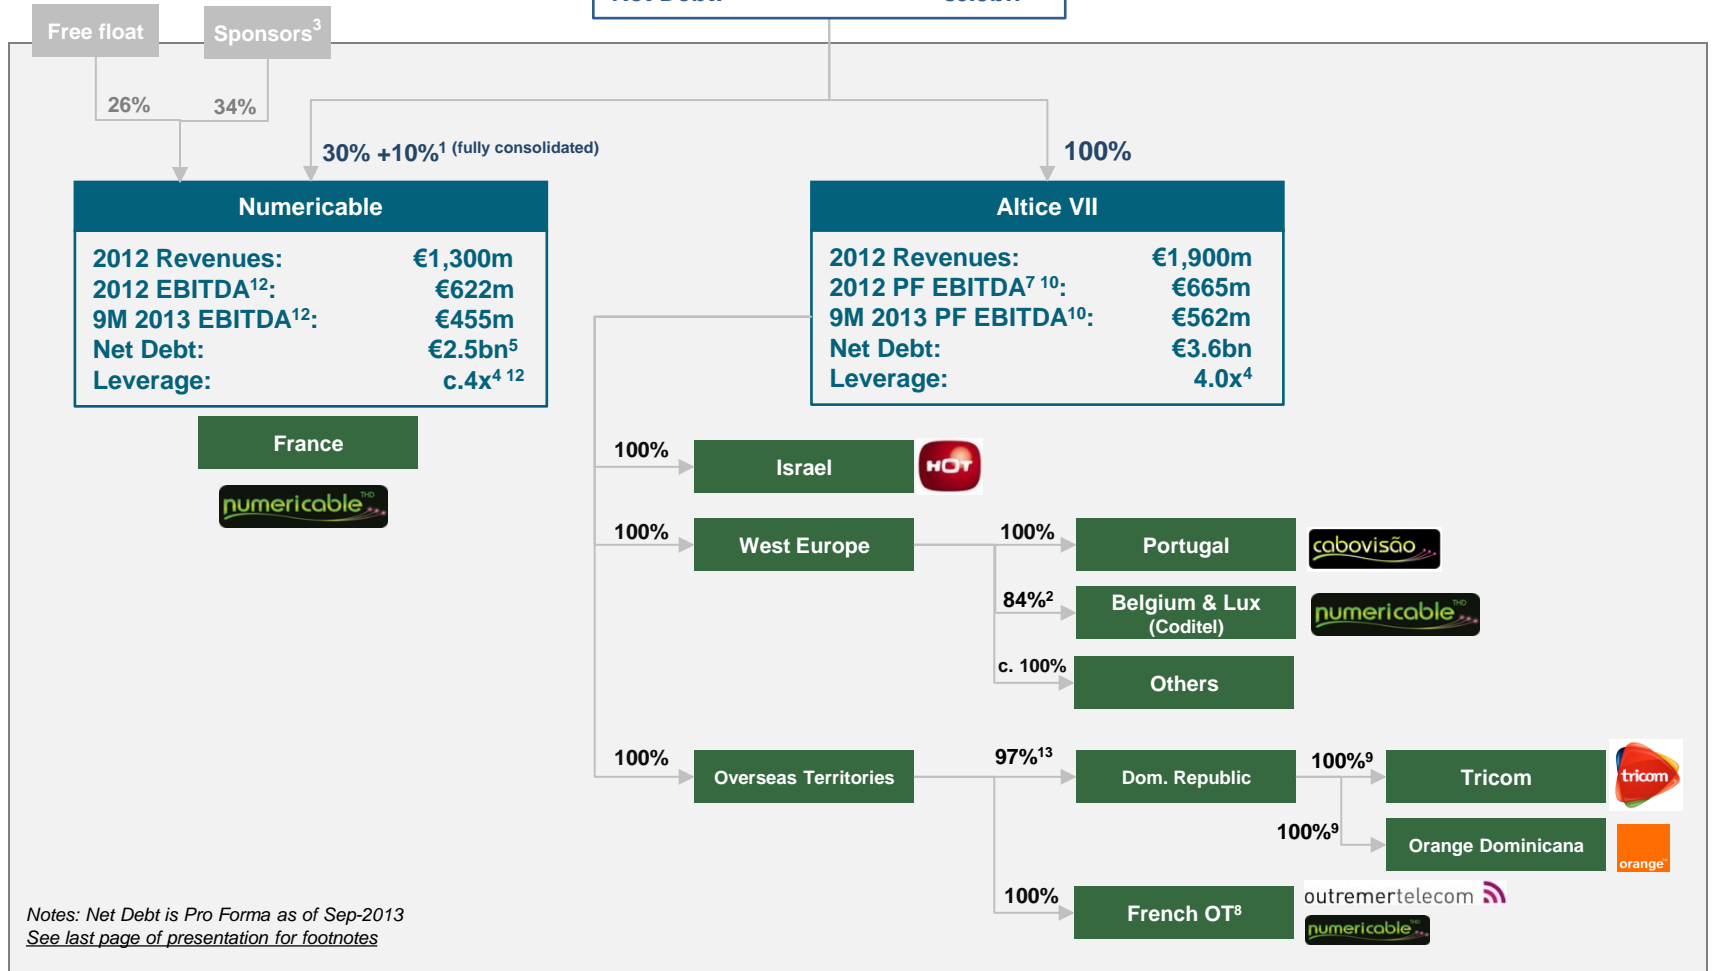 Free float
Sponsors³
26%
34%
30% +10%¹ (fully consolidated)
100%
Numericable
2012 Revenues: €1,300m
2012 EBITDA¹²: €622m
9M 2013 EBITDA¹²: €455m
Net Debt: €2.5bn⁵
Leverage: c.4x⁴ ¹²
Altice VII
2012 Revenues: €1,900m
2012 PF EBITDA⁷ ¹⁰: €665m
9M 2013 PF EBITDA¹⁰: €562m
Net Debt: €3.6bn
Leverage: 4.0x⁴
France
numericable THD
100%
Israel
HOT
100%
West Europe
100%
Portugal
cabovisão
84%²
Belgium & Lux
(Coditel)
numericable THD
c. 100%
Others
100%
Overseas Territories
97%¹³
Dom. Republic
100%⁹
Tricom
tricom
100%⁹
Orange Dominicana
orange™
100%
French OT⁸
outremertelecom
numericable THD
Notes: Net Debt is Pro Forma as of Sep-2013
See last page of presentation for footnotes